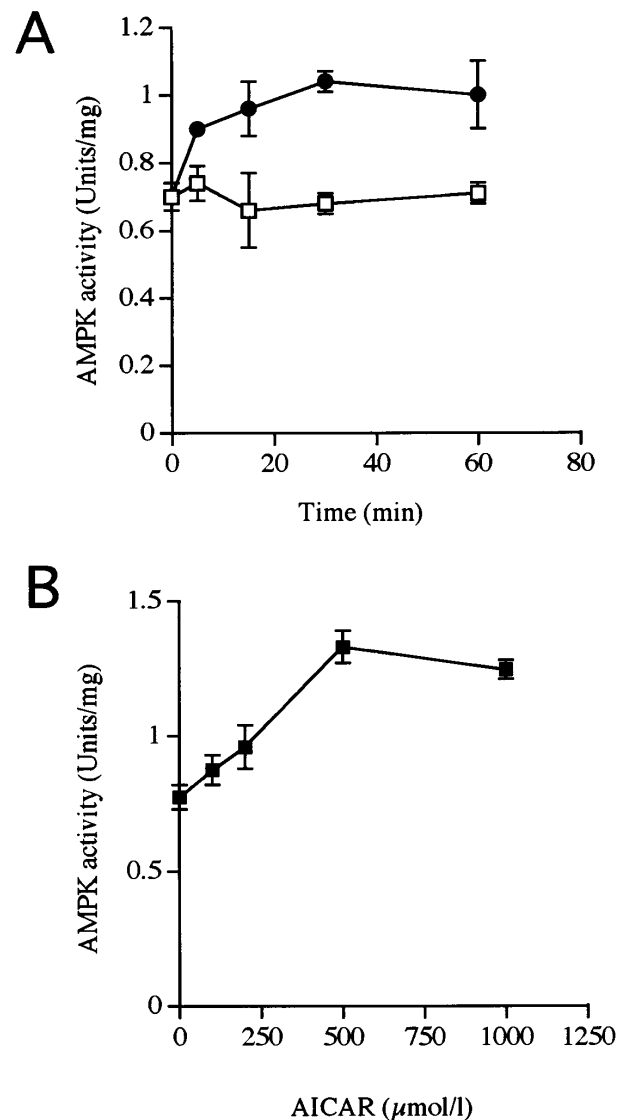 A
1.2
1
0.8
0.6
0.4
0.2
0
AMPK activity (Units/mg)
0 20 40 60 80
Time (min)
B
1.5
1
0.5
0
AMPK activity (Units/mg)
0 250 500 750 1000 1250
AICAR (μmol/l)